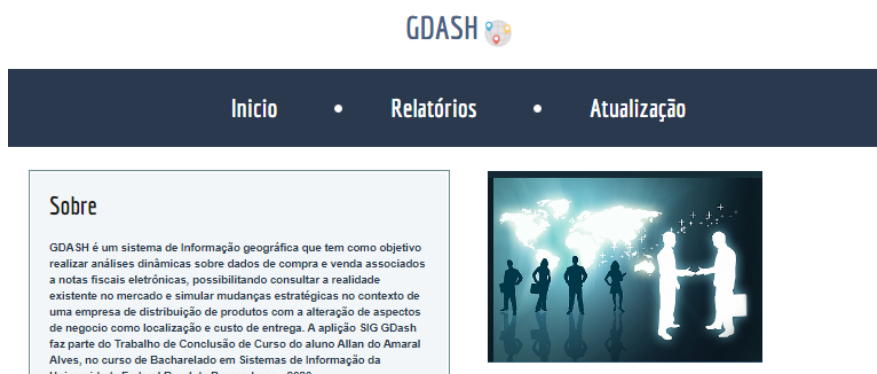 GDASH
Inicio • Relatórios • Atualização
Sobre
GDASH é um sistema de Informação geográfica que tem como objetivo
realizar análises dinâmicas sobre dados de compra e venda associados
a notas fiscais eletrônicas, possibilitando consultar a realidade
existente no mercado e simular mudanças estratégicas no contexto de
uma empresa de distribuição de produtos com a alteração de aspectos
de negocio como localização e custo de entrega. A aplição SIG GDash
faz parte do Trabalho de Conclusão de Curso do aluno Allan do Amaral
Alves, no curso de Bacharelado em Sistemas de Informação da